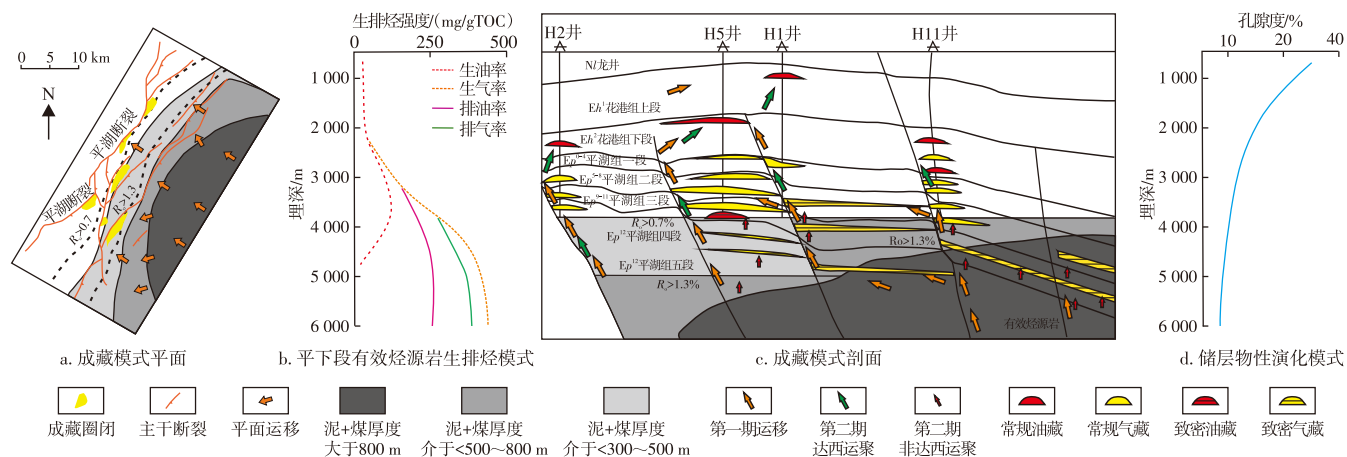 0 5 10 km
N
平湖断裂
平湖断裂
R₀>0.7
R₀>1.3
a. 成藏模式平面
生排烃强度/(mg/gTOC)
0 250 500
1 000
2 000
3 000
4 000
5 000
6 000
埋深/m
生油率
生气率
排油率
排气率
b. 平下段有效烃源岩生排烃模式
H2井 H5井 H1井 H11井
N₁l龙井
Eh¹花港组上段
Eh²花港组下段
平湖组一段
平湖组二段
平湖组三段
R₀>0.7%
Ep¹²平湖组四段
Ro>1.3%
Ep¹²平湖组五段
R₀>1.3%
有效烃源岩
c. 成藏模式剖面
孔隙度/%
10 25 40
1 000
2 000
3 000
4 000
5 000
6 000
埋深/m
d. 储层物性演化模式
成藏圈闭
主干断裂
平面运移
泥+煤厚度
大于800 m
泥+煤厚度
介于<500～800 m
泥+煤厚度
介于<300～500 m
第一期运移
第二期
达西运聚
第二期
非达西运聚
常规油藏
常规气藏
致密油藏
致密气藏